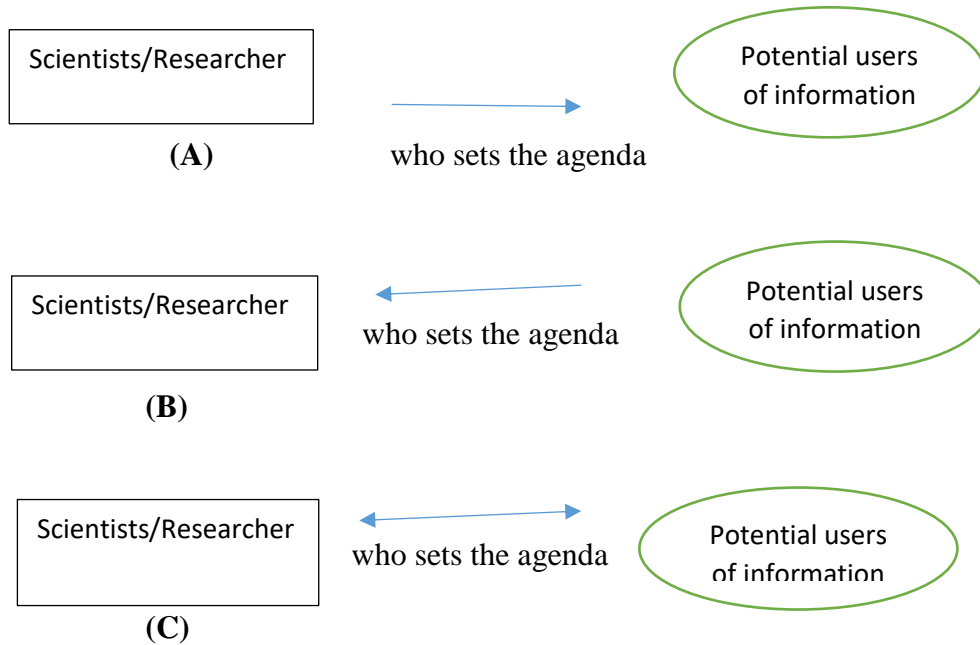 Scientists/Researcher
Potential users
of information
(A)
who sets the agenda
Scientists/Researcher
Potential users
of information
who sets the agenda
(B)
Scientists/Researcher
Potential users
of information
who sets the agenda
(C)